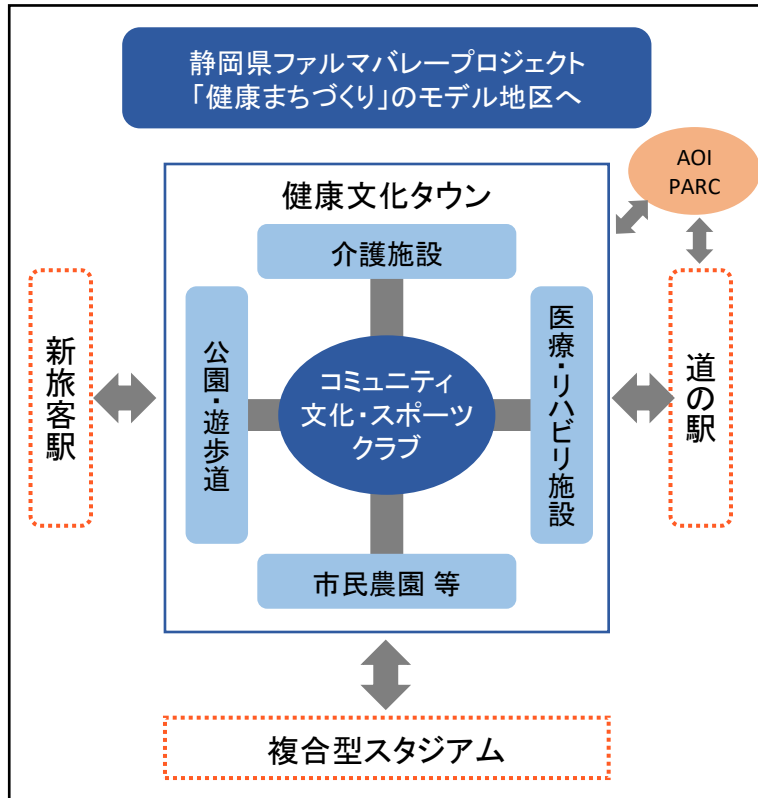 静岡県ファルマバレープロジェクト
「健康まちづくり」のモデル地区へ
AOI
PARC
健康文化タウン
介護施設
新旅客駅
公園・遊歩道
コミュニティ
文化・スポーツ
クラブ
医療・リハビリ施設
道の駅
市民農園 等
複合型スタジアム